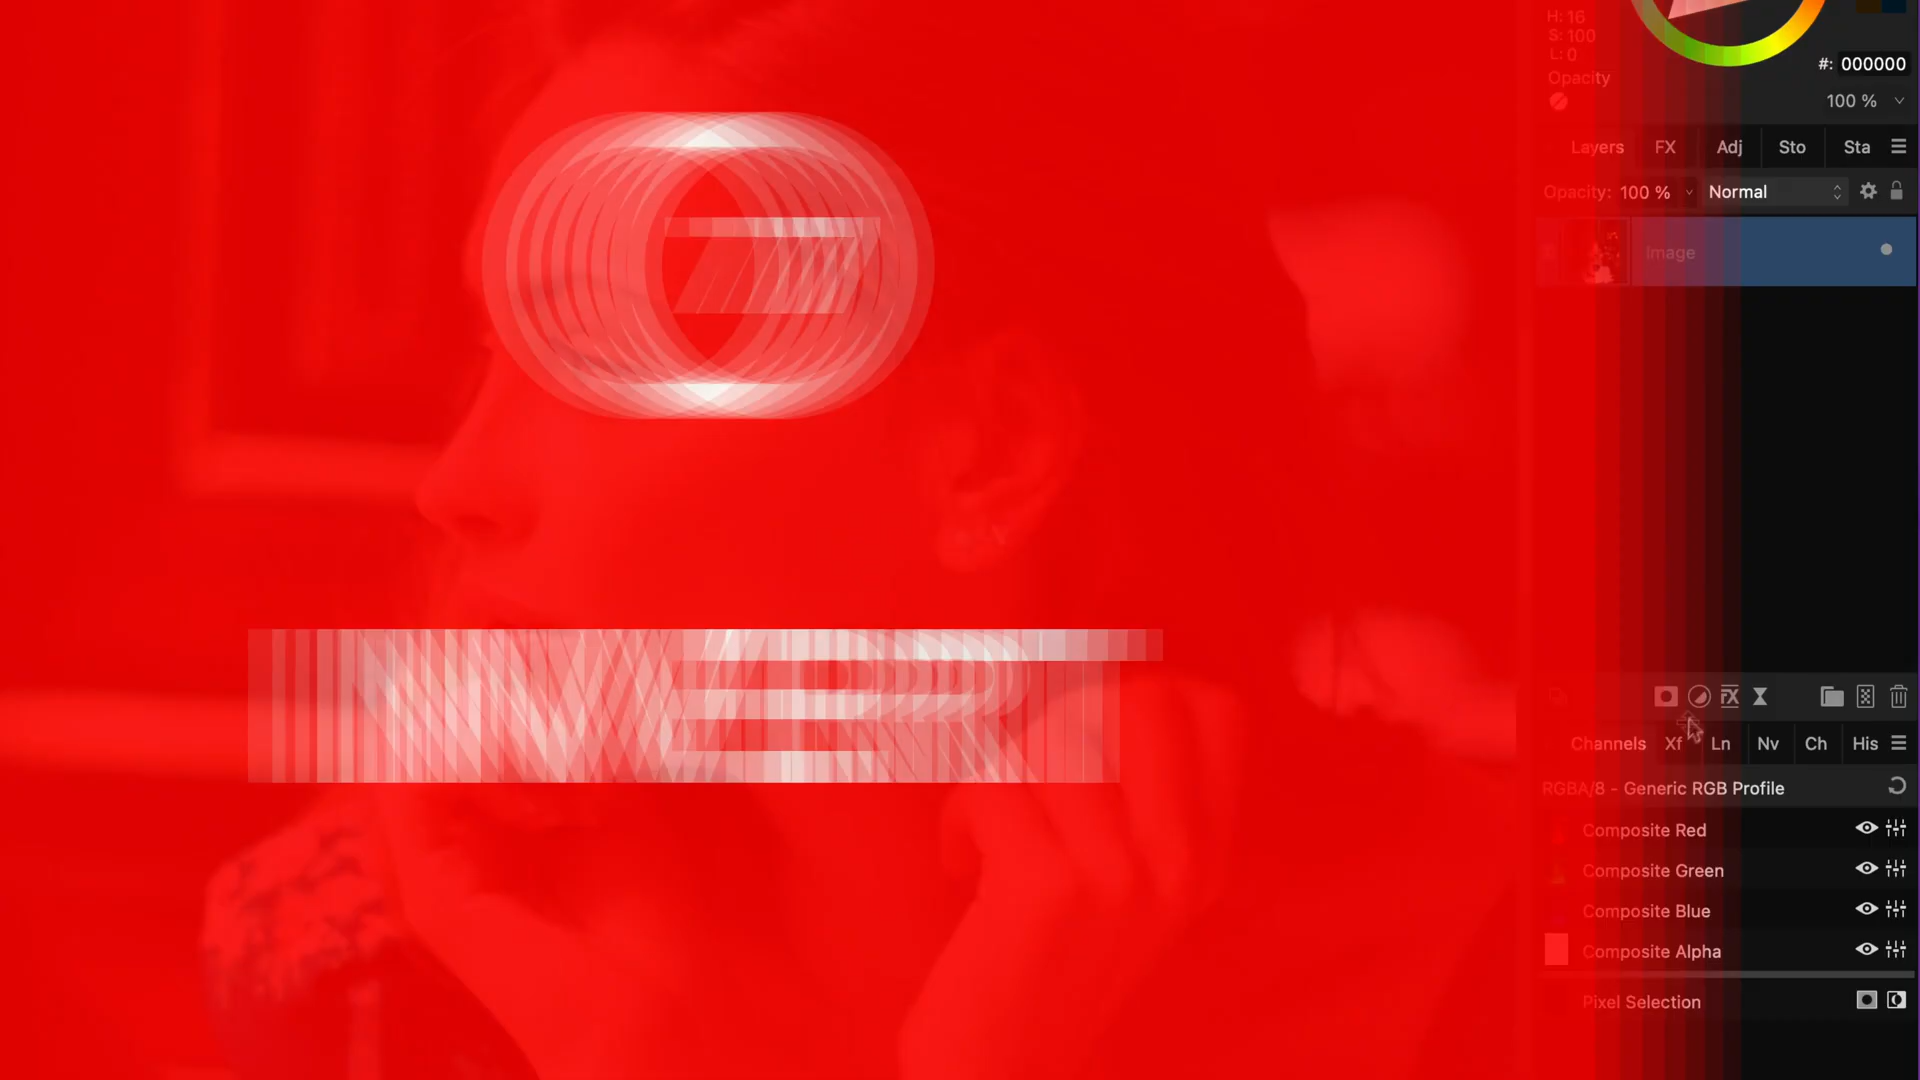 H: 16
S: 100
L: 0
#: 000000
Opacity
100 %
Layers FX Adj Sto Sta
Opacity: 100 % Normal
Image
Channels Xf Ln Nv Ch His
RGBA/8 - Generic RGB Profile
Composite Red
Composite Green
Composite Blue
Composite Alpha
Pixel Selection